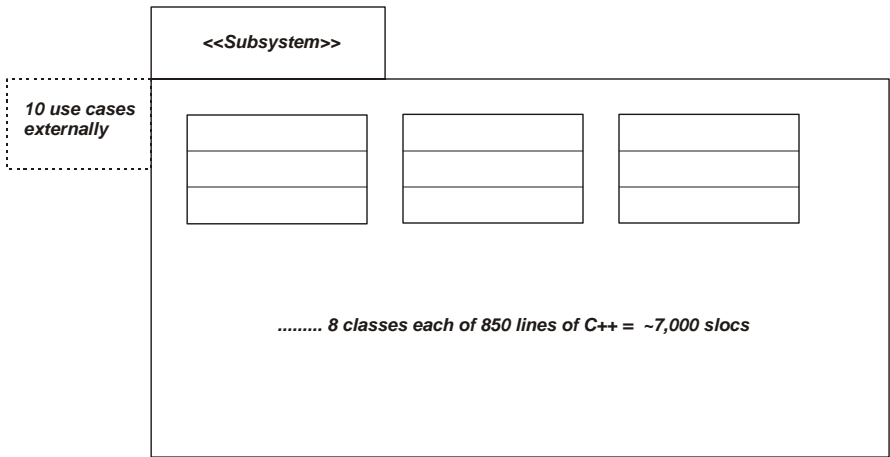 <<Subsystem>>
10 use cases
externally
......... 8 classes each of 850 lines of C++ = ~7,000 slocs